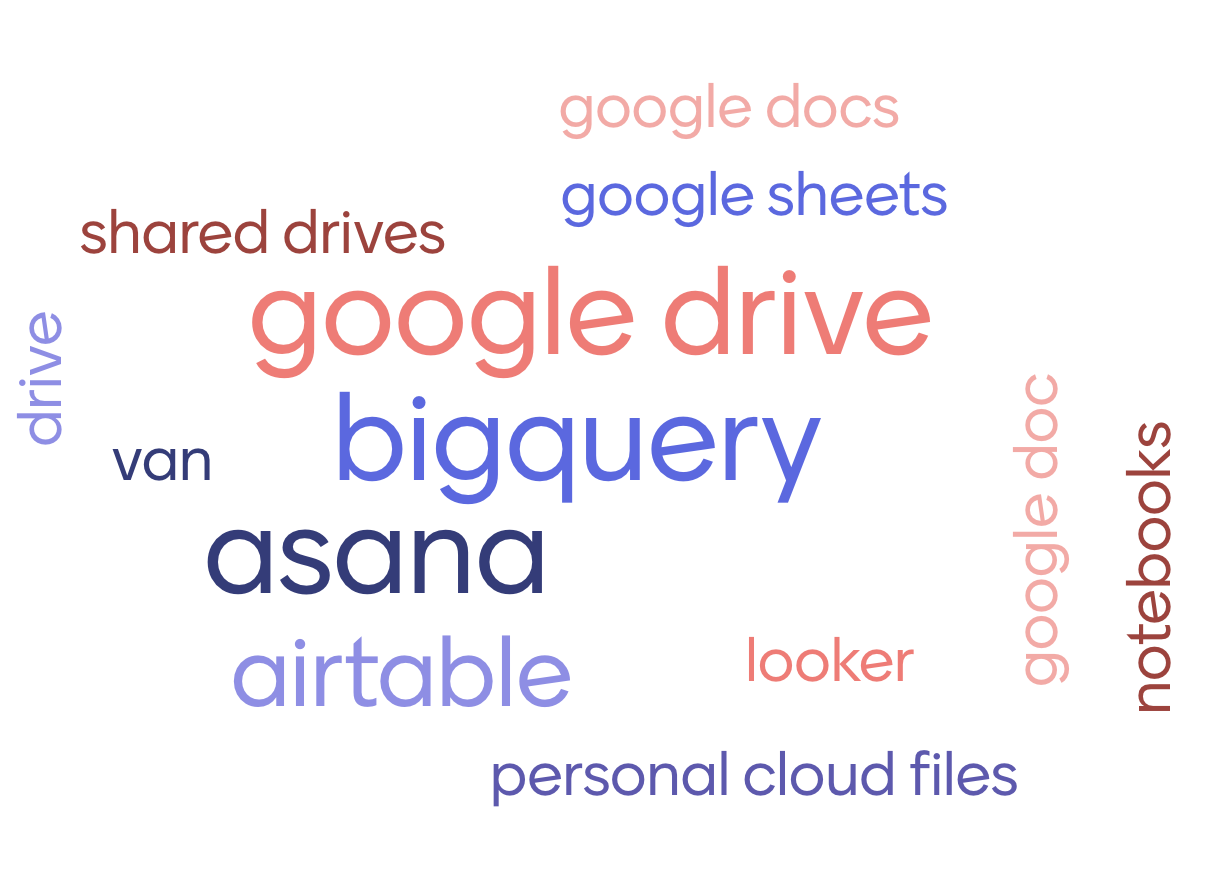 google docs
google sheets
shared drives
google drive
drive
bigquery
van
google doc
notebooks
asana
airtable
looker
personal cloud files